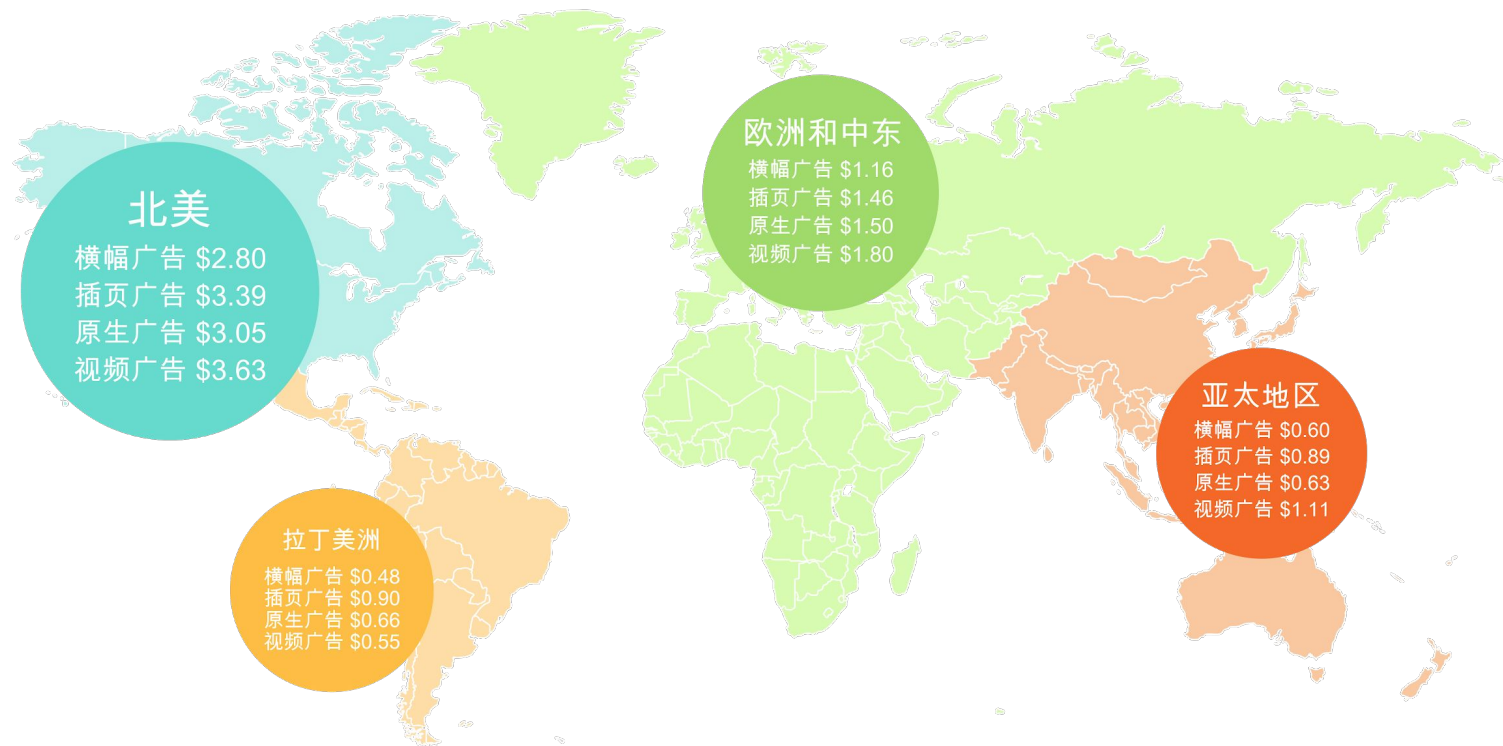 北美
横幅广告 $2.80
插页广告 $3.39
原生广告 $3.05
视频广告 $3.63
欧洲和中东
横幅广告 $1.16
插页广告 $1.46
原生广告 $1.50
视频广告 $1.80
亚太地区
横幅广告 $0.60
插页广告 $0.89
原生广告 $0.63
视频广告 $1.11
拉丁美洲
横幅广告 $0.48
插页广告 $0.90
原生广告 $0.66
视频广告 $0.55